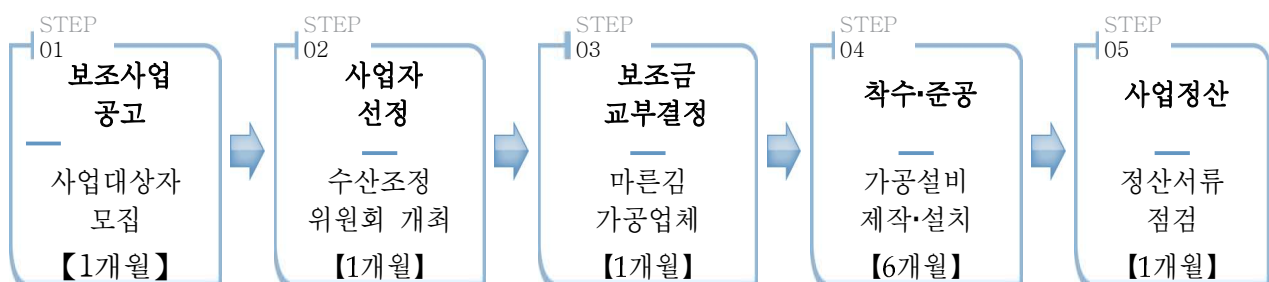 STEP
01
보조사업
공고
사업대상자
모집
【1개월】
STEP
02
사업자
선정
수산조정
위원회 개최
【1개월】
STEP
03
보조금
교부결정
마른김
가공업체
【1개월】
STEP
04
착수·준공
가공설비
제작·설치
【6개월】
STEP
05
사업정산
정산서류
점검
【1개월】